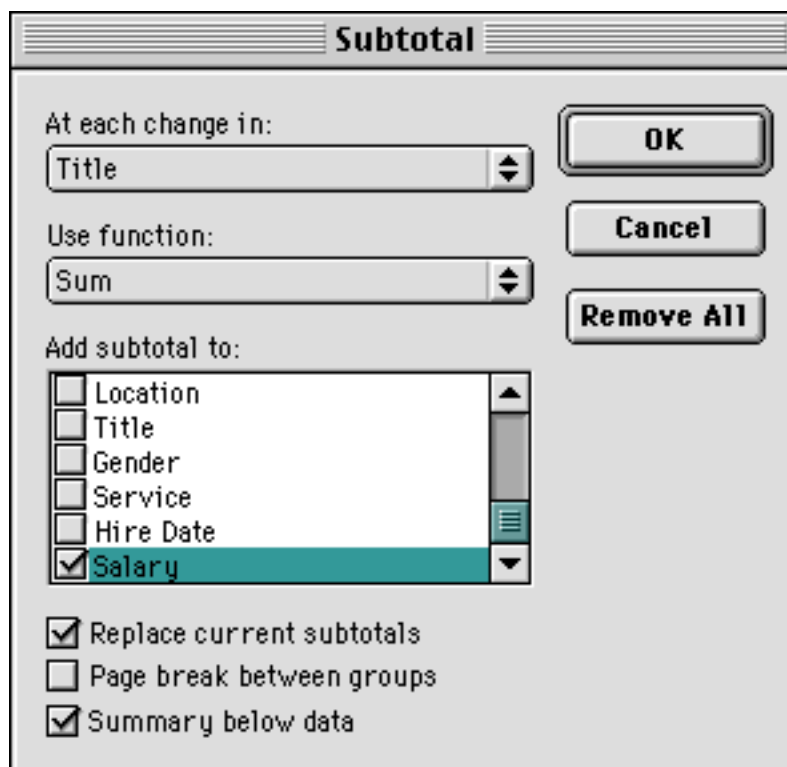 Subtotal
At each change in:
Title
OK
Use function:
Sum
Cancel
Remove All
Add subtotal to:
Location
Title
Gender
Service
Hire Date
Salary
Replace current subtotals
Page break between groups
Summary below data